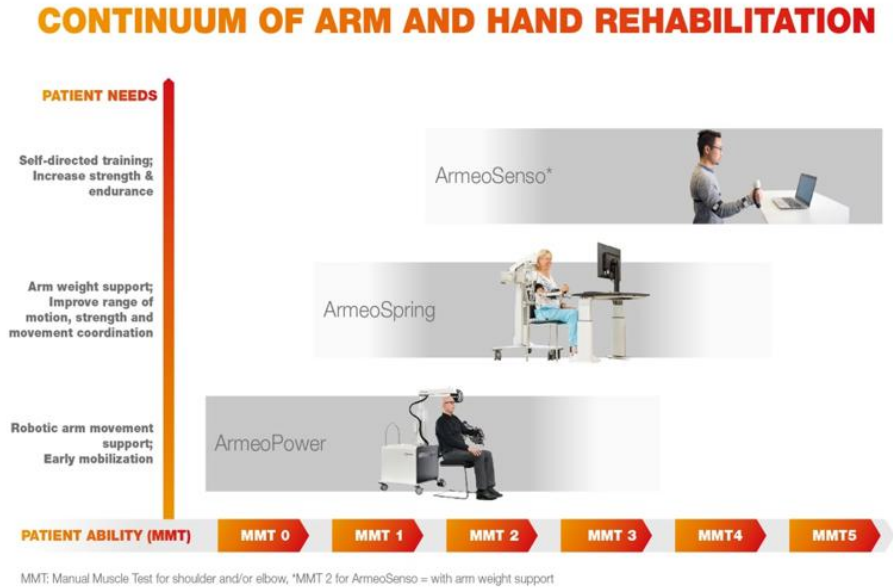 CONTINUUM OF ARM AND HAND REHABILITATION
PATIENT NEEDS
Self-directed training;
Increase strength &
endurance
ArmeoSenso*
Arm weight support;
Improve range of
motion, strength and
movement coordination
ArmeoSpring
Robotic arm movement
support;
Early mobilization
ArmeoPower
PATIENT ABILITY (MMT)
MMT 0
MMT 1
MMT 2
MMT 3
MMT4
MMT5
MMT: Manual Muscle Test for shoulder and/or elbow, *MMT 2 for ArmeoSenso = with arm weight support